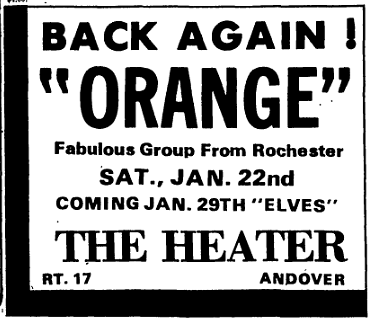 BACK AGAIN !
"ORANGE"
Fabulous Group From Rochester
SAT., JAN. 22nd
COMING JAN. 29TH "ELVES"
THE HEATER
RT. 17 ANDOVER